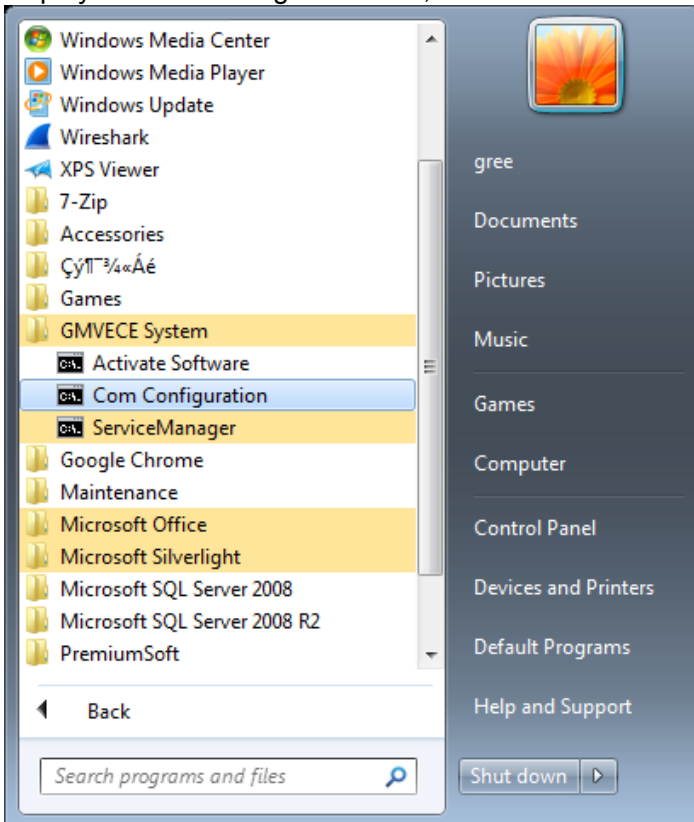 Windows Media Center
Windows Media Player
Windows Update
Wireshark
XPS Viewer
7-Zip
Accessories
Çý¶¯¾«Áé
Games
GMVECE System
Activate Software
Com Configuration
ServiceManager
Google Chrome
Maintenance
Microsoft Office
Microsoft Silverlight
Microsoft SQL Server 2008
Microsoft SQL Server 2008 R2
PremiumSoft
Back
Search programs and files
gree
Documents
Pictures
Music
Games
Computer
Control Panel
Devices and Printers
Default Programs
Help and Support
Shut down